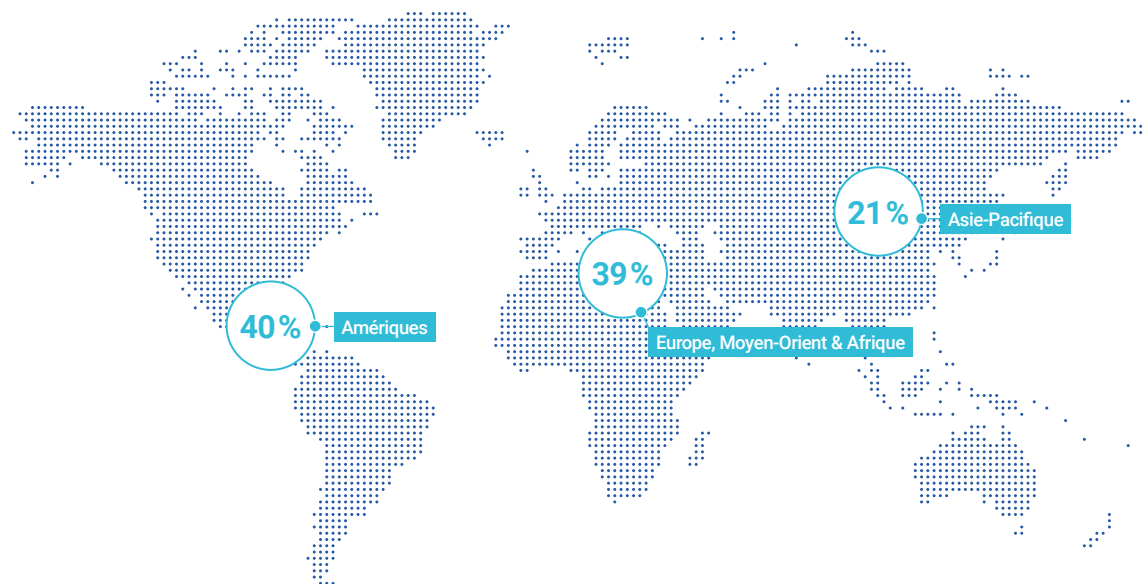 21%
Asie-Pacifique
39%
Europe, Moyen-Orient & Afrique
40%
Amériques